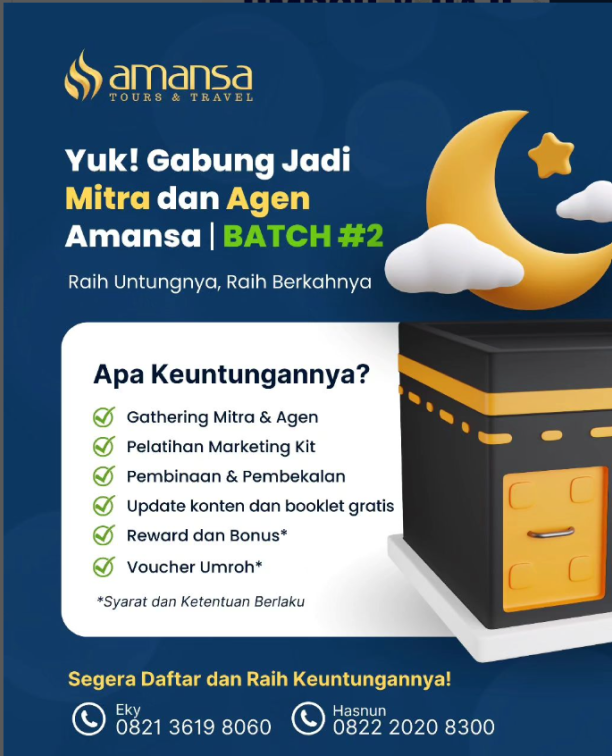 amansa
TOURS & TRAVEL
Yuk! Gabung Jadi
Mitra dan Agen
Amansa | BATCH #2
Raih Untungnya, Raih Berkahnya
Apa Keuntungannya?
Gathering Mitra & Agen
Pelatihan Marketing Kit
Pembinaan & Pembekalan
Update konten dan booklet gratis
Reward dan Bonus*
Voucher Umroh*
*Syarat dan Ketentuan Berlaku
Segera Daftar dan Raih Keuntungannya!
Eky
0821 3619 8060
Hasnun
0822 2020 8300